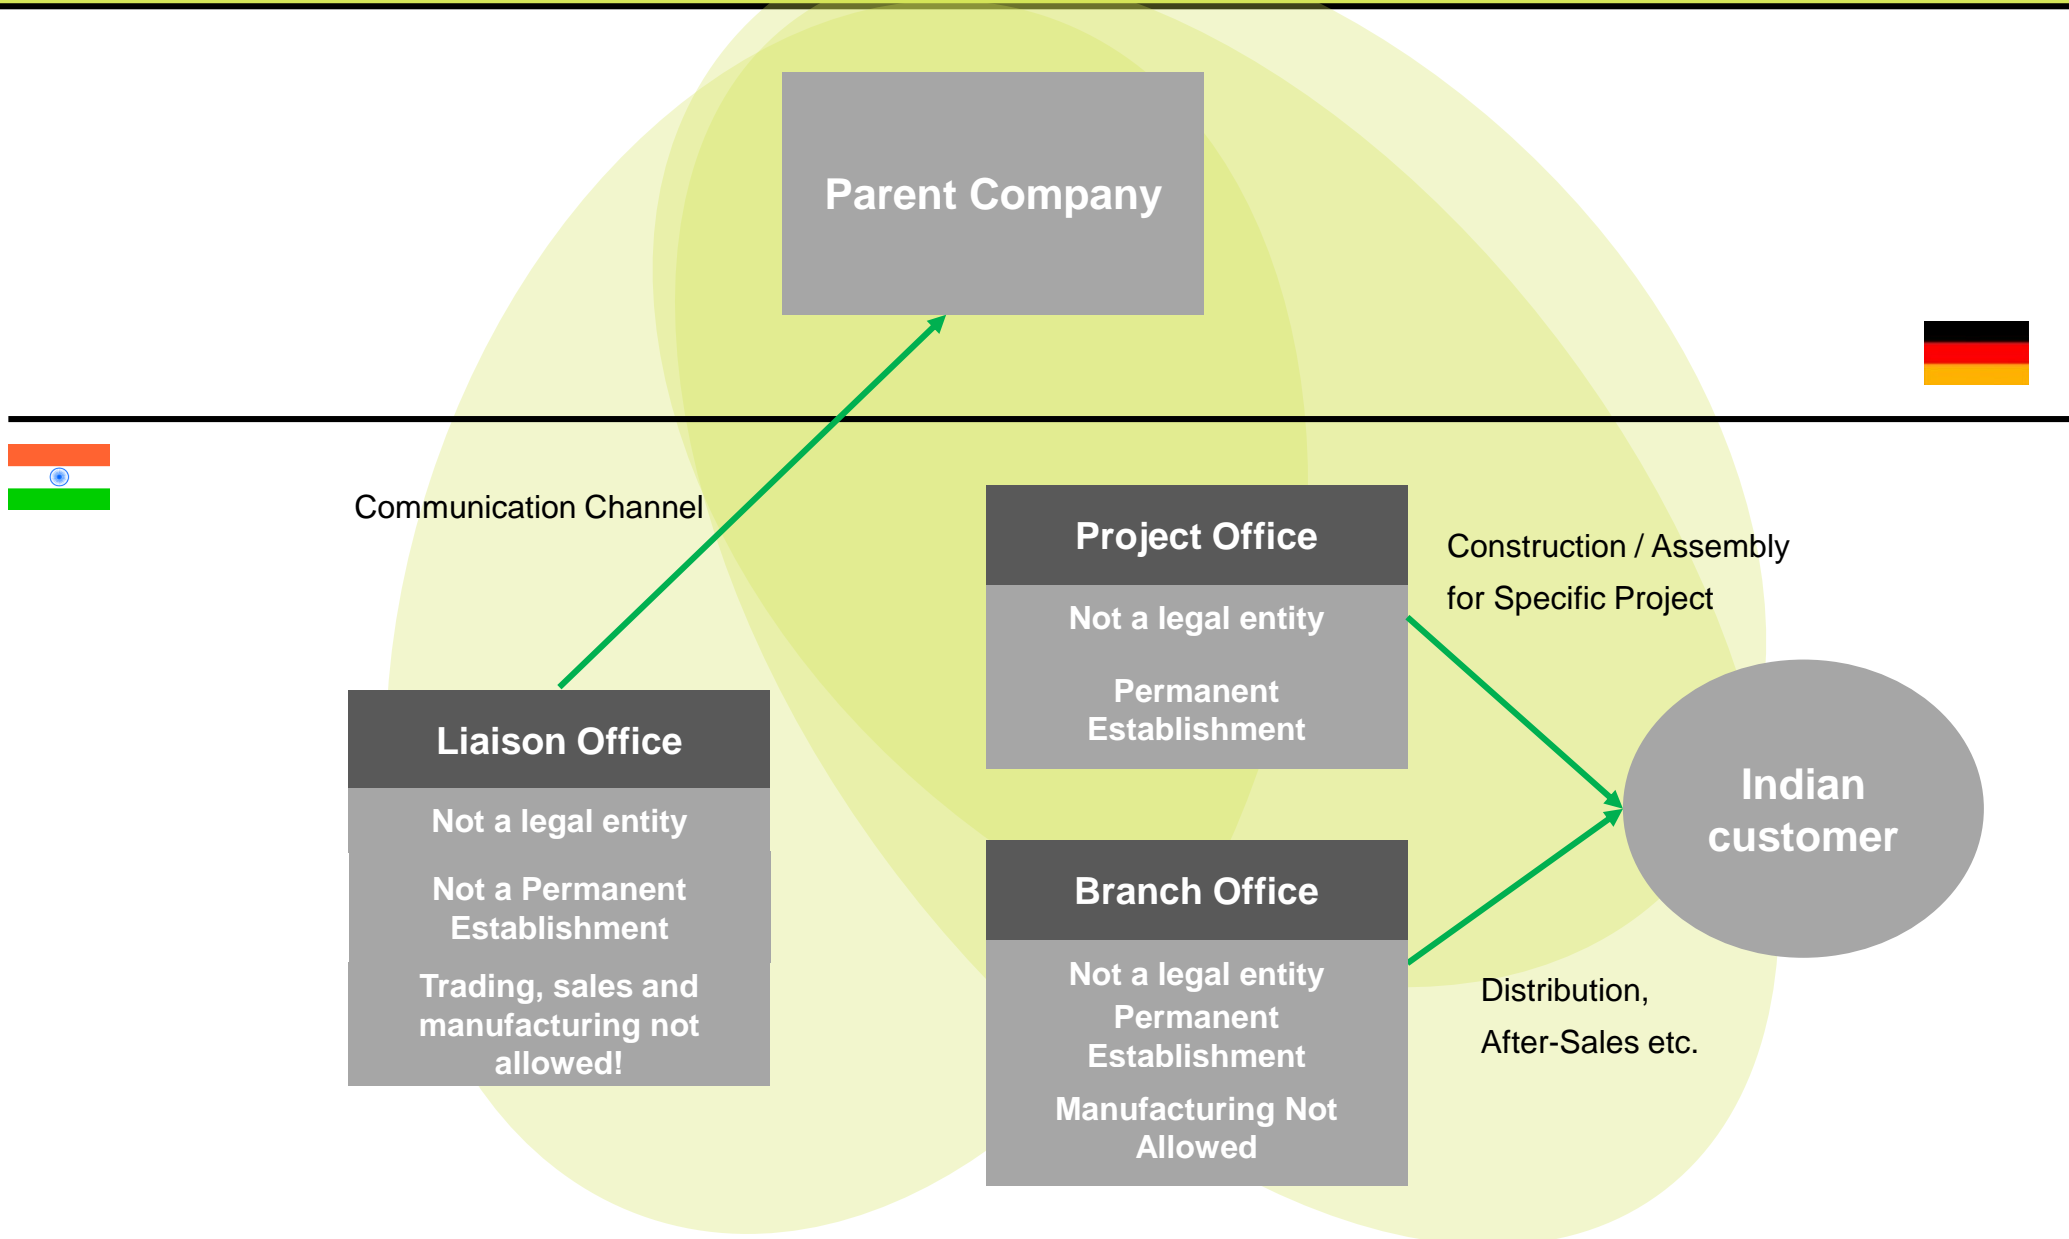 Parent Company
Communication Channel
Project Office
Not a legal entity
Permanent
Establishment
Construction / Assembly
for Specific Project
Liaison Office
Not a legal entity
Not a Permanent
Establishment
Trading, sales and
manufacturing not
allowed!
Indian
customer
Branch Office
Not a legal entity
Permanent
Establishment
Manufacturing Not
Allowed
Distribution,
After-Sales etc.